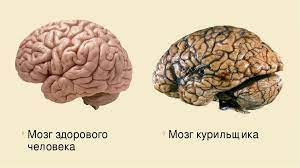 Мозг здорового
человека
Мозг курильщика